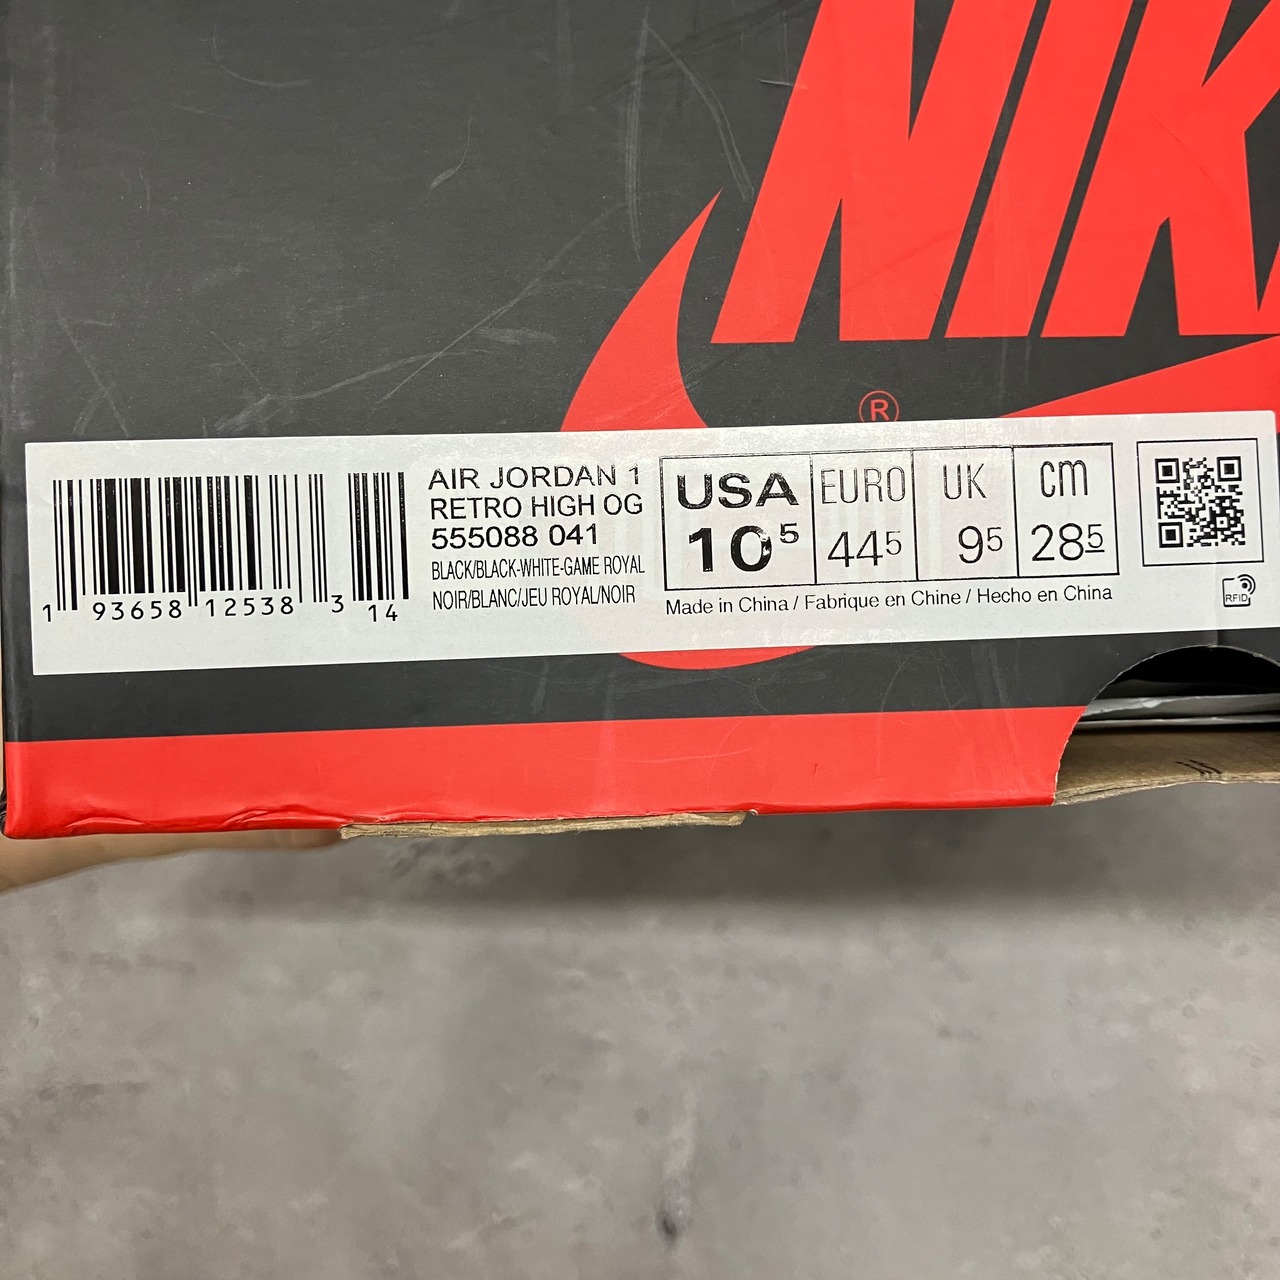 NIK
®
AIR JORDAN 1
RETRO HIGH OG
555088 041
BLACK/BLACK-WHITE-GAME ROYAL
NOIR/BLANC/JEU ROYAL/NOIR
1 93658 12538 3 14
USA EURO UK cm
10⁵ 44⁵ 9⁵ 28⁵
Made in China / Fabrique en Chine / Hecho en China
RFID